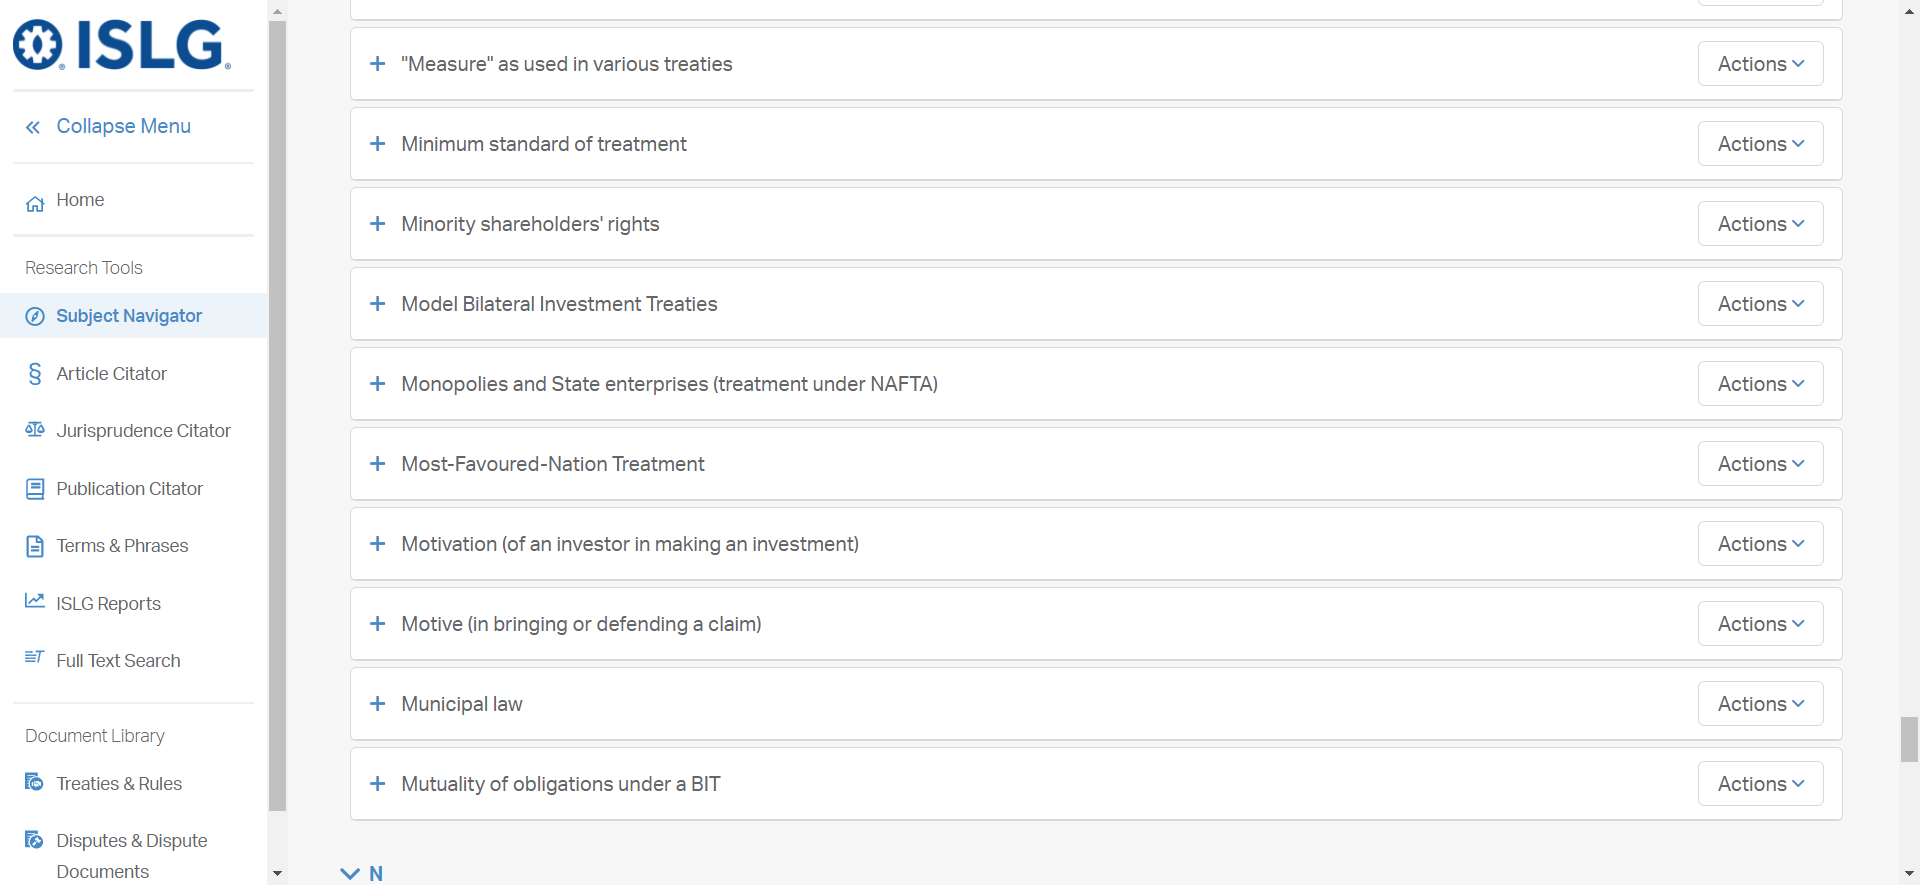 ISLG
Collapse Menu
Home
Research Tools
Subject Navigator
Article Citator
Jurisprudence Citator
Publication Citator
Terms & Phrases
ISLG Reports
Full Text Search
Document Library
Treaties & Rules
Disputes & Dispute
Documents
"Measure" as used in various treaties Actions
Minimum standard of treatment Actions
Minority shareholders' rights Actions
Model Bilateral Investment Treaties Actions
Monopolies and State enterprises (treatment under NAFTA) Actions
Most-Favoured-Nation Treatment Actions
Motivation (of an investor in making an investment) Actions
Motive (in bringing or defending a claim) Actions
Municipal law Actions
Mutuality of obligations under a BIT Actions
N